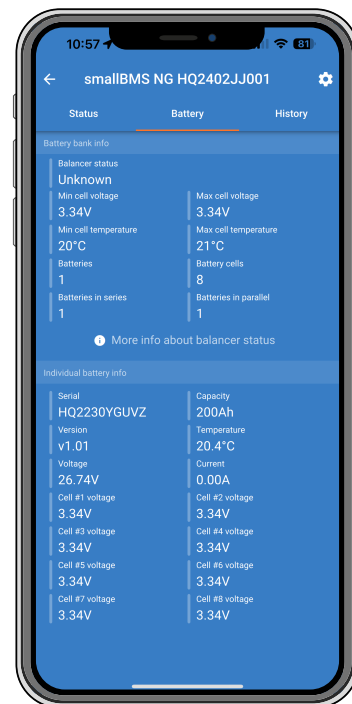 10:57
81
smallBMS NG HQ2402JJ001
Status Battery History
Battery bank info
Balancer status
Unknown
Min cell voltage Max cell voltage
3.34V 3.34V
Min cell temperature Max cell temperature
20°C 21°C
Batteries Battery cells
1 8
Batteries in series Batteries in parallel
1 1
More info about balancer status
Individual battery info
Serial Capacity
HQ2230YGUVZ 200Ah
Version Temperature
v1.01 20.4°C
Voltage Current
26.74V 0.00A
Cell #1 voltage Cell #2 voltage
3.34V 3.34V
Cell #3 voltage Cell #4 voltage
3.34V 3.34V
Cell #5 voltage Cell #6 voltage
3.34V 3.34V
Cell #7 voltage Cell #8 voltage
3.34V 3.34V